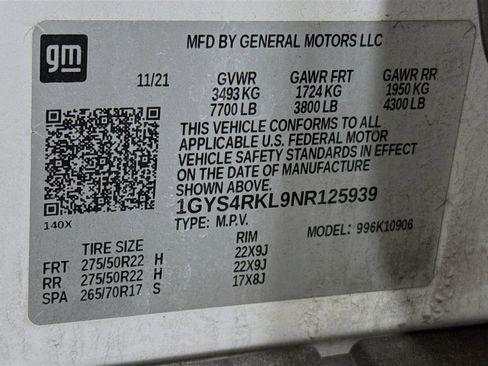 gm
MFD BY GENERAL MOTORS LLC
11/21 GVWR GAWR FRT GAWR RR
3493 KG 1724 KG 1950 KG
7700 LB 3800 LB 4300 LB
THIS VEHICLE CONFORMS TO ALL
APPLICABLE U.S. FEDERAL MOTOR
VEHICLE SAFETY STANDARDS IN EFFECT
ON THE DATE OF MANUFACTURE
SHOWN ABOVE
1GYS4RKL9NR125939
140X TYPE: M.P.V. MODEL: 996K10906
TIRE SIZE RIM
FRT 275/50R22 H 22X9J
RR 275/50R22 H 22X9J
SPA 265/70R17 S 17X8J